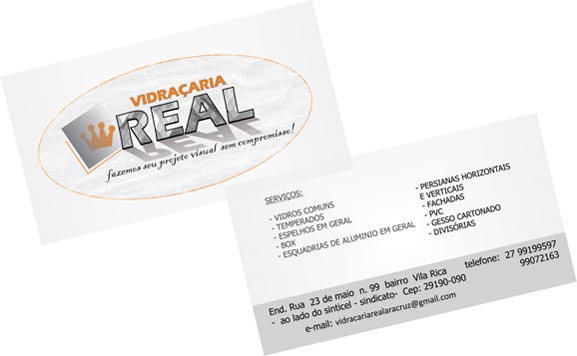 VIDRAÇARIA
REAL
fazemos seu projeto visual sem compromisso!
SERVIÇOS:
- VIDROS COMUNS
- TEMPERADOS
- ESPELHOS EM GERAL
- BOX
- ESQUADRIAS DE ALUMINIO EM GERAL
- PERSIANAS HORIZONTAIS
E VERTICAIS
- FACHADAS
- PVC
- GESSO CARTONADO
- DIVISÓRIAS
End. Rua 23 de maio n. 99 bairro Vila Rica
- ao lado do sinticel - sindicato- Cep: 29190-090
telefone: 27 99199597
99072163
e-mail: vidracariarealaracruz@gmail.com